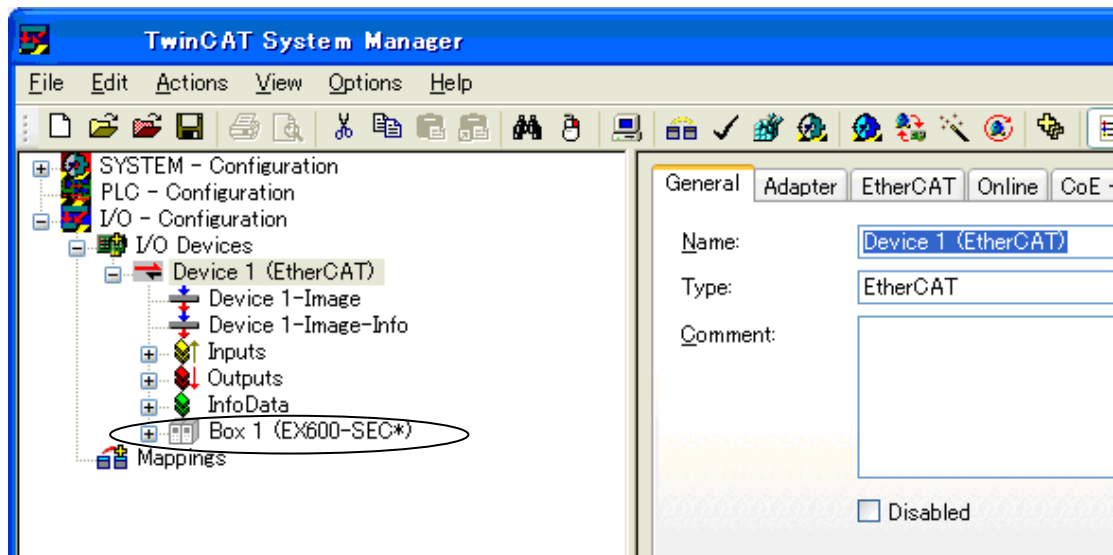 TwinCAT System Manager
File Edit Actions View Options Help
SYSTEM - Configuration
PLC - Configuration
I/O - Configuration
I/O Devices
Device 1 (EtherCAT)
Device 1-Image
Device 1-Image-Info
Inputs
Outputs
InfoData
Box 1 (EX600-SEC*)
Mappings
General Adapter EtherCAT Online CoE -
Name: Device 1 (EtherCAT)
Type: EtherCAT
Comment:
Disabled